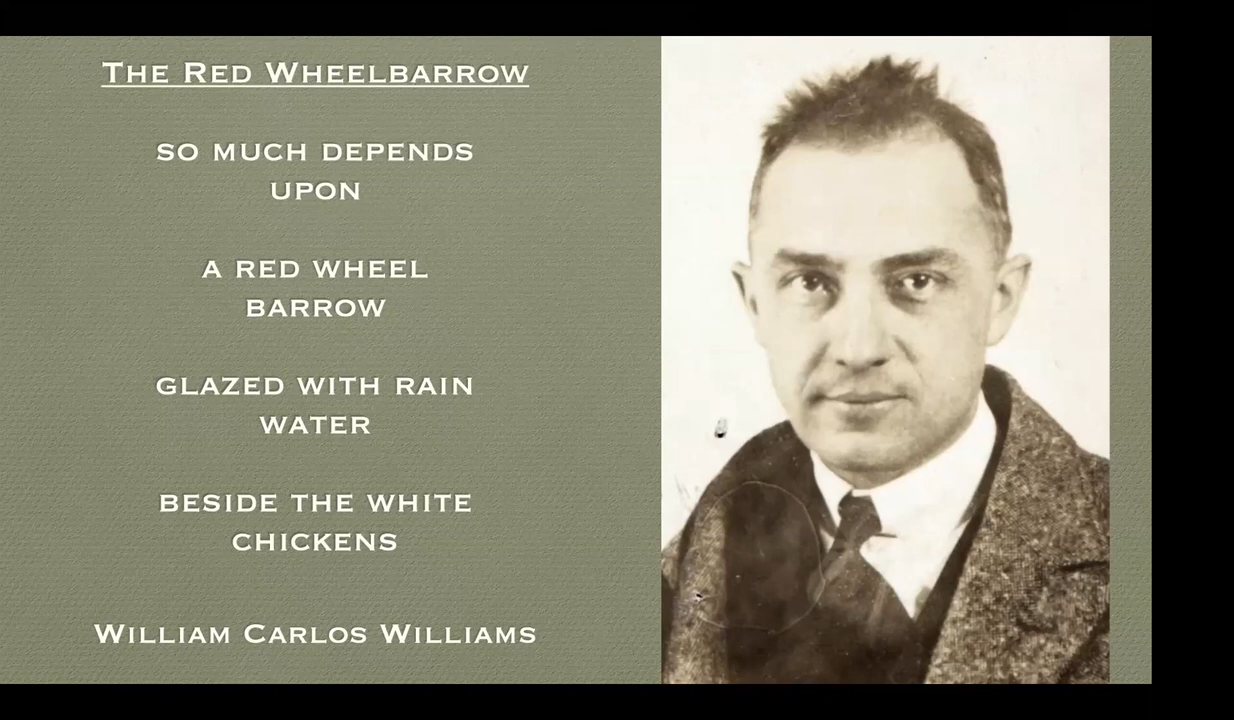 The Red Wheelbarrow
so much depends
upon
a red wheel
barrow
glazed with rain
water
beside the white
chickens
William Carlos Williams